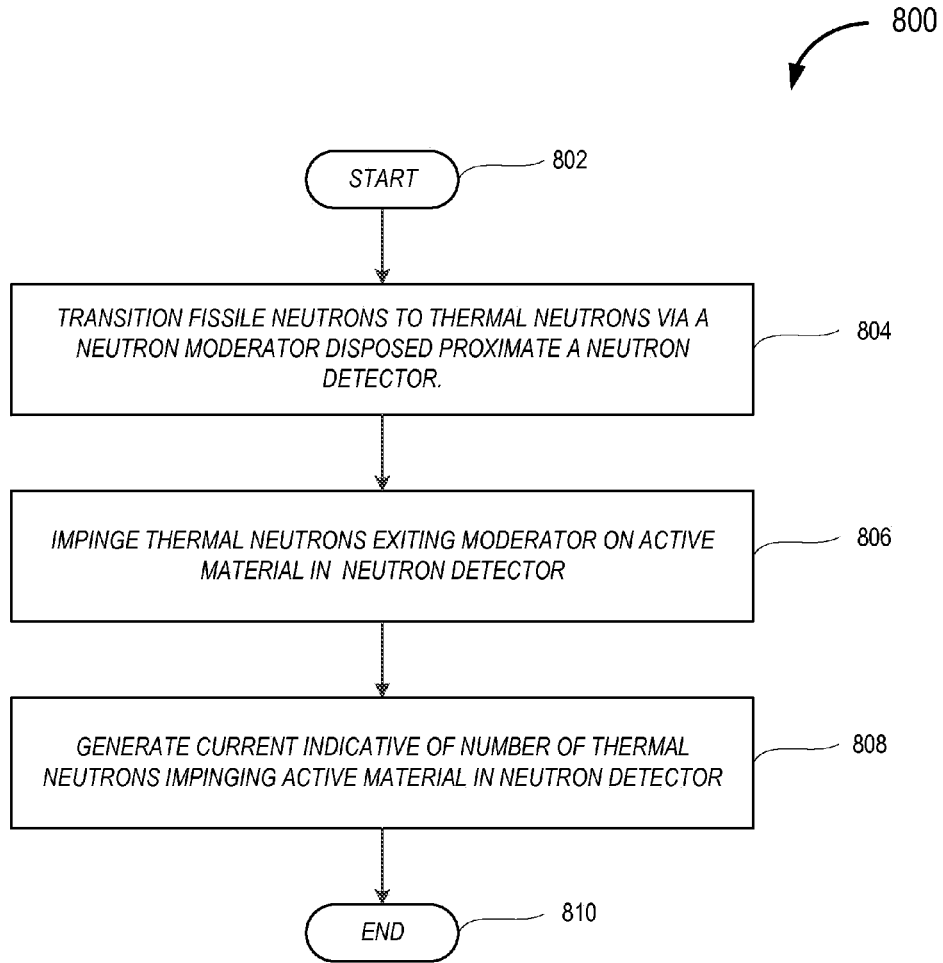 800
START
802
TRANSITION FISSILE NEUTRONS TO THERMAL NEUTRONS VIA A
NEUTRON MODERATOR DISPOSED PROXIMATE A NEUTRON
DETECTOR.
804
IMPINGE THERMAL NEUTRONS EXITING MODERATOR ON ACTIVE
MATERIAL IN NEUTRON DETECTOR
806
GENERATE CURRENT INDICATIVE OF NUMBER OF THERMAL
NEUTRONS IMPINGING ACTIVE MATERIAL IN NEUTRON DETECTOR
808
END
810